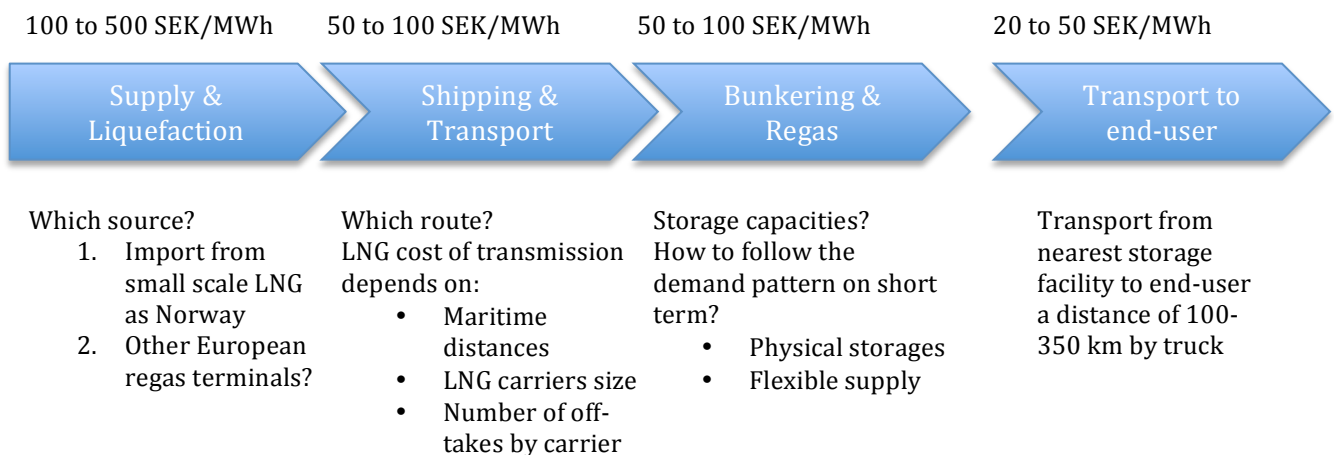 100 to 500 SEK/MWh
50 to 100 SEK/MWh
50 to 100 SEK/MWh
20 to 50 SEK/MWh
Supply &
Liquefaction
Shipping &
Transport
Bunkering &
Regas
Transport to
end-user
Which source?
1. Import from
small scale LNG
as Norway
2. Other European
regas terminals?
Which route?
LNG cost of transmission
depends on:
• Maritime
distances
• LNG carriers size
• Number of off-
takes by carrier
Storage capacities?
How to follow the
demand pattern on short
term?
• Physical storages
• Flexible supply
Transport from
nearest storage
facility to end-user
a distance of 100-
350 km by truck